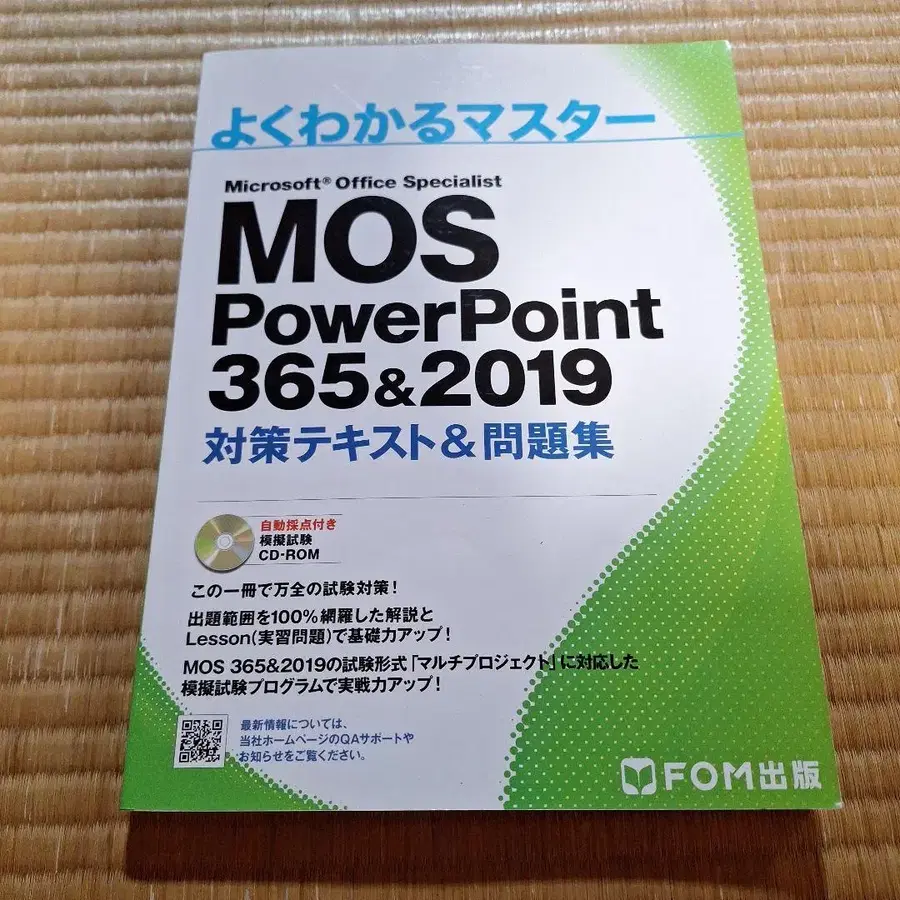 よくわかるマスター
Microsoft® Office Specialist
MOS
PowerPoint
365&2019
対策テキスト&問題集
自動採点付き
模擬試験
CD-ROM
この一冊で万全の試験対策！
出題範囲を100%網羅した解説と
Lesson(実習問題)で基礎力アップ！
MOS 365&2019の試験形式「マルチプロジェクト」に対応した
模擬試験プログラムで実戦力アップ！
最新情報については、
当社ホームページのQAサポートや
お知らせをご覧ください。
FOM出版